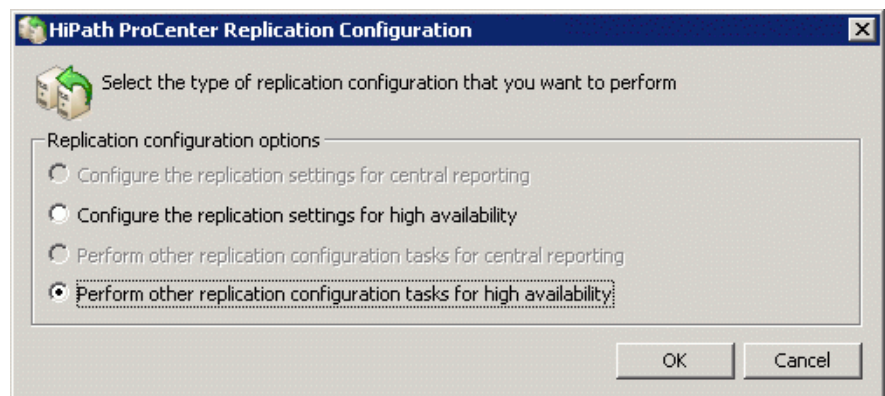 HiPath ProCenter Replication Configuration
Select the type of replication configuration that you want to perform
Replication configuration options
Configure the replication settings for central reporting
Configure the replication settings for high availability
Perform other replication configuration tasks for central reporting
Perform other replication configuration tasks for high availability
OK Cancel